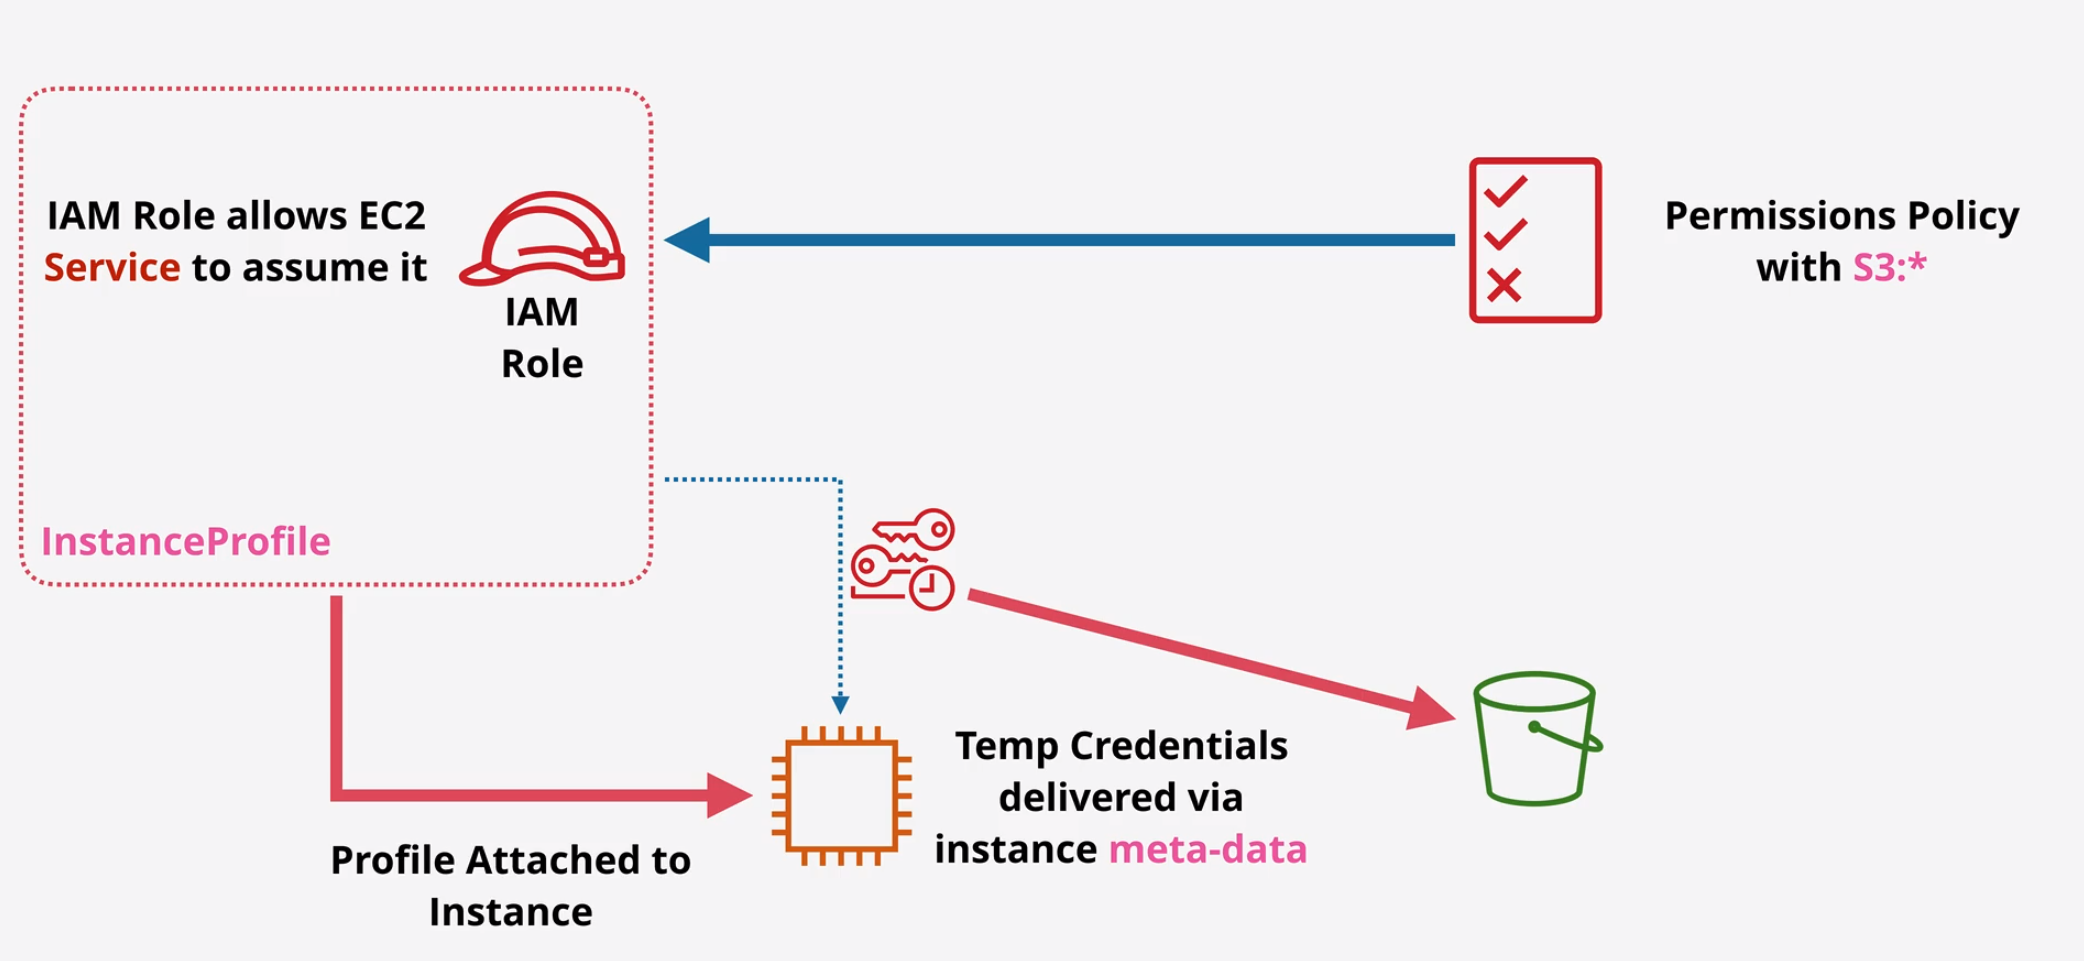 IAM Role allows EC2
Service to assume it
IAM
Role
Permissions Policy
with S3:*
InstanceProfile
Temp Credentials
delivered via
instance meta-data
Profile Attached to
Instance